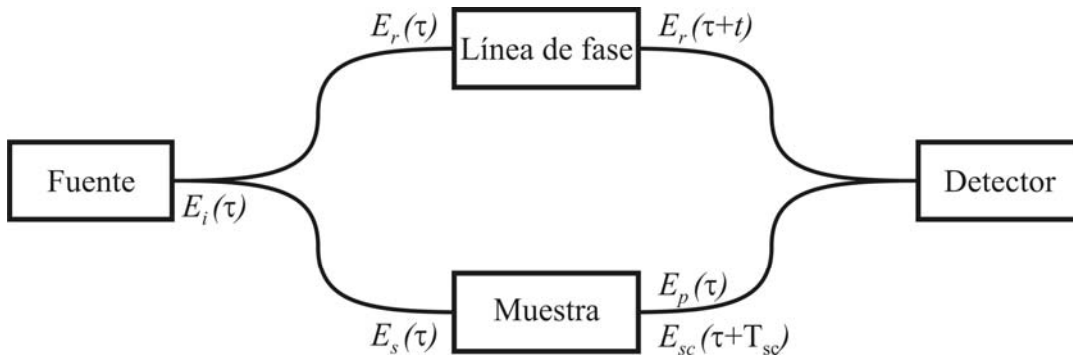 E_r(τ)
Línea de fase
E_r(τ+t)
Fuente
E_i(τ)
Detector
E_s(τ)
Muestra
E_p(τ)
E_sc(τ+T_sc)